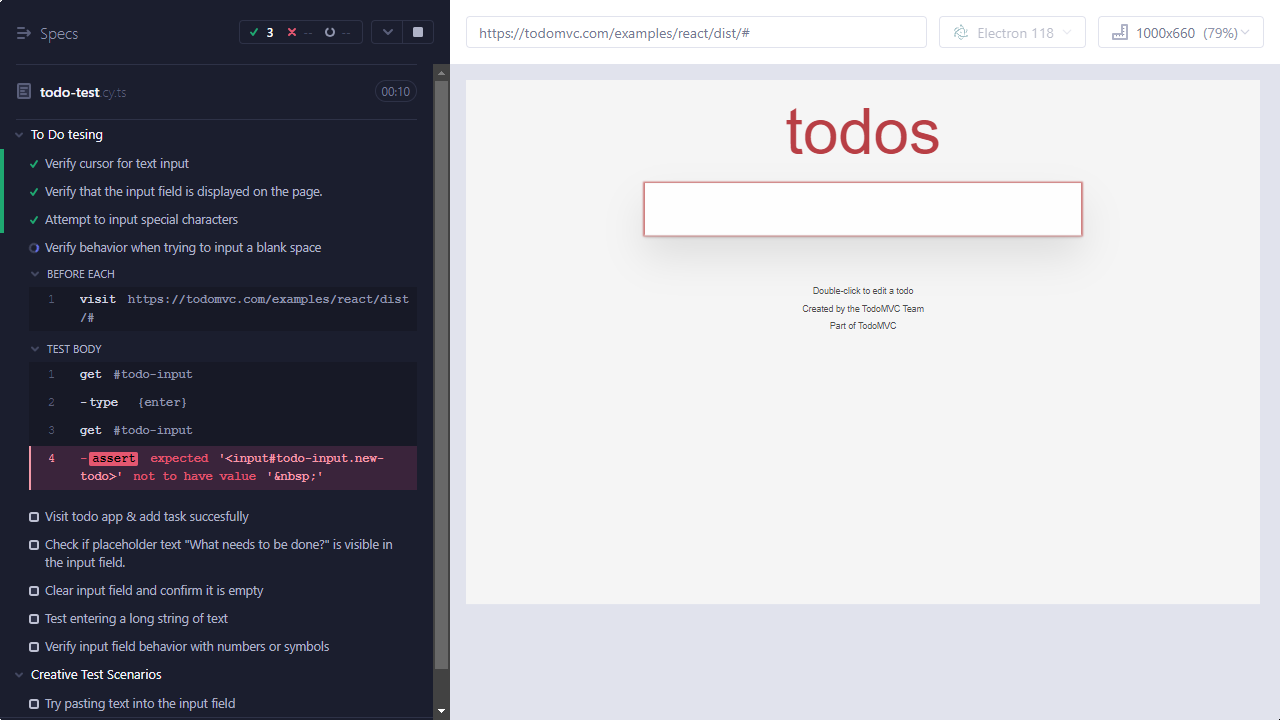 Specs
3
--
--
todo-test.cy.ts
00:10
To Do tesing
Verify cursor for text input
Verify that the input field is displayed on the page.
Attempt to input special characters
Verify behavior when trying to input a blank space
BEFORE EACH
1 visit https://todomvc.com/examples/react/dist
/#
TEST BODY
1 get #todo-input
2 -type {enter}
3 get #todo-input
4 -assert expected '<input#todo-input.new-
todo>' not to have value '&nbsp;'
Visit todo app & add task succesfully
Check if placeholder text "What needs to be done?" is visible in
the input field.
Clear input field and confirm it is empty
Test entering a long string of text
Verify input field behavior with numbers or symbols
Creative Test Scenarios
Try pasting text into the input field
https://todomvc.com/examples/react/dist/#
Electron 118
1000x660 (79%)
todos
Double-click to edit a todo
Created by the TodoMVC Team
Part of TodoMVC